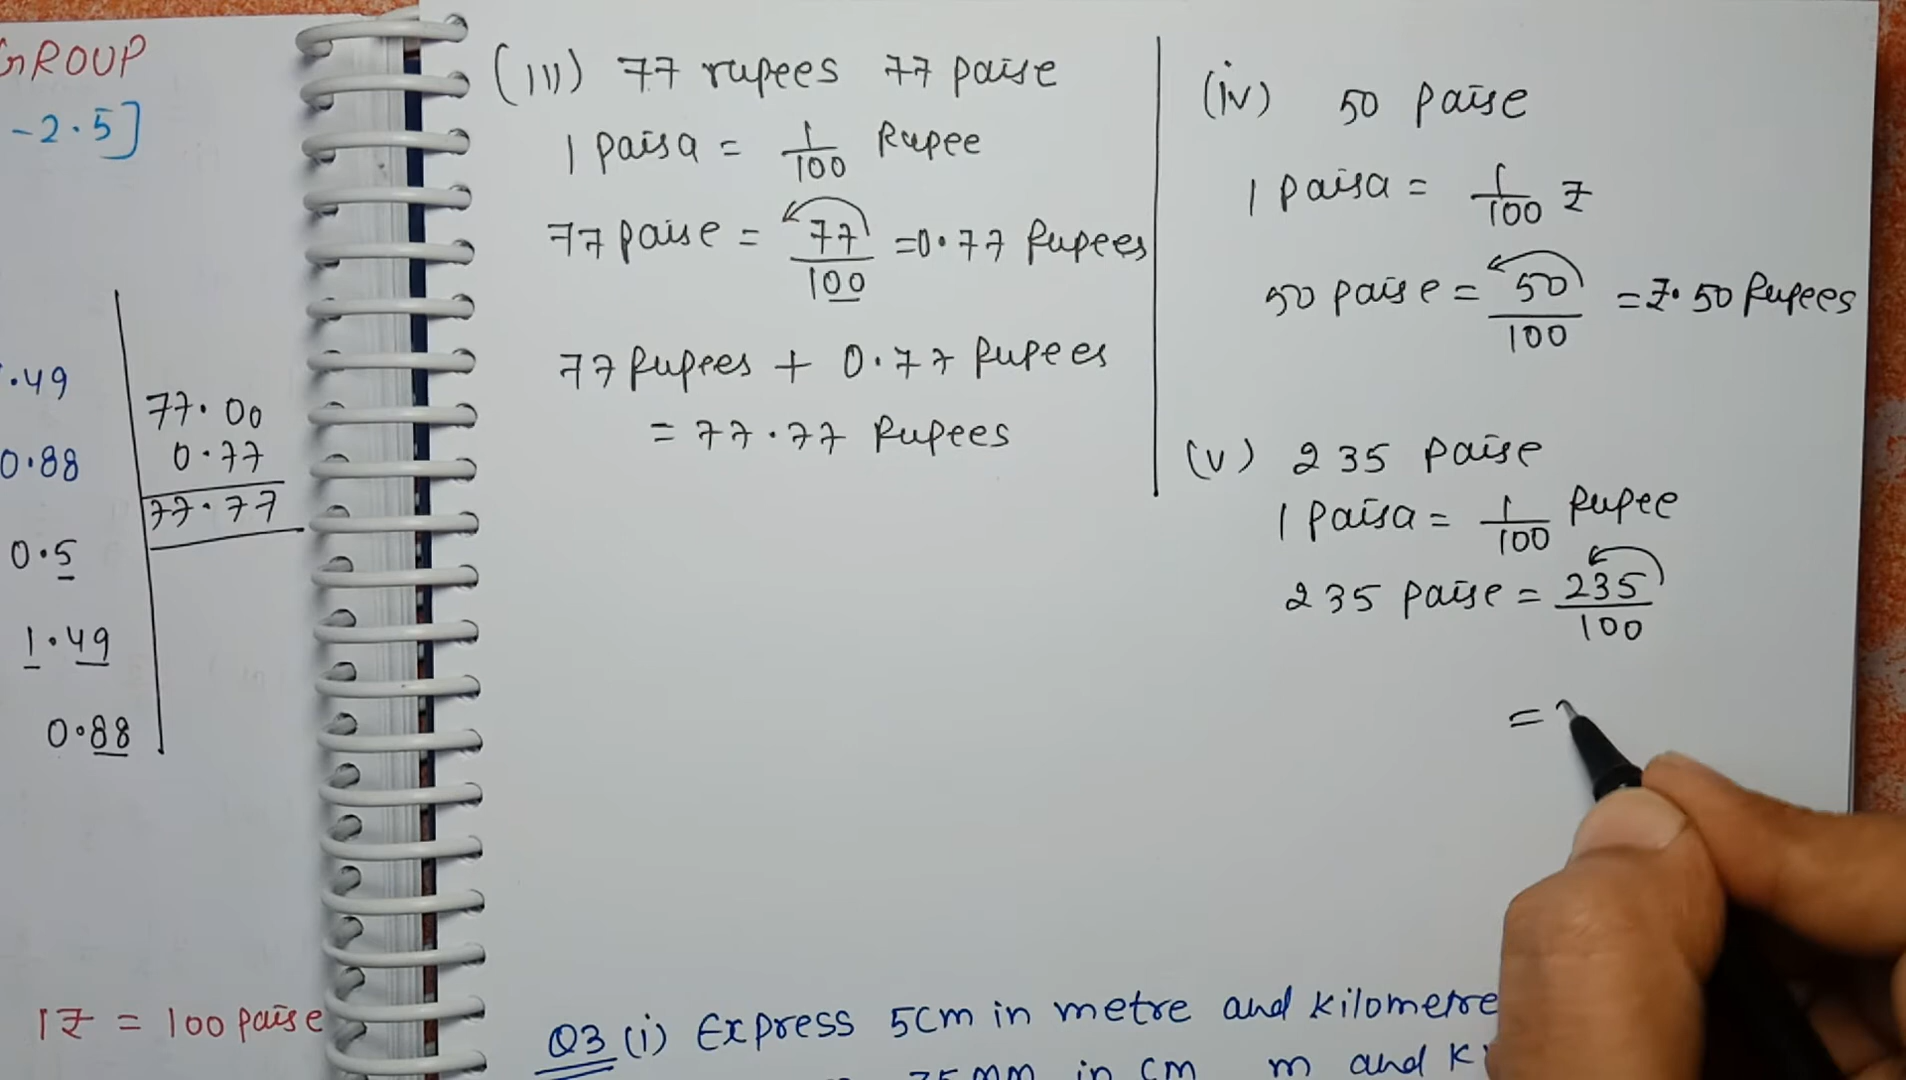 GROUP
-2.5]
.49
0.88
0.5
1.49
0.88
77.00
0.77
77.77
1₹ = 100 paise
(iii) 77 rupees 77 paise
1 paisa = 1/100 Rupee
77 paise = 77/100 = 0.77 Rupees
77 Rupees + 0.77 Rupees
= 77.77 Rupees
(iv) 50 paise
1 paisa = 1/100 ₹
50 paise = 50/100 = ₹.50 Rupees
(v) 235 paise
1 paisa = 1/100 Rupee
235 paise = 235/100
=
Q3 (i) Express 5cm in metre and kilometre
35 mm in cm m and